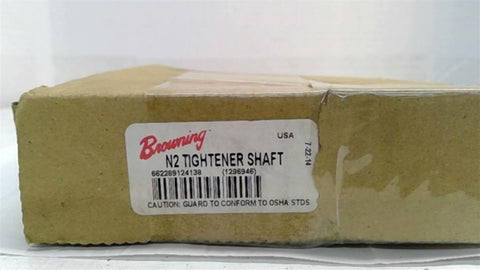 Browning USA
N2 TIGHTENER SHAFT
662289124138 (1296946)
CAUTION: GUARD TO CONFORM TO OSHA STDS
7-22-14